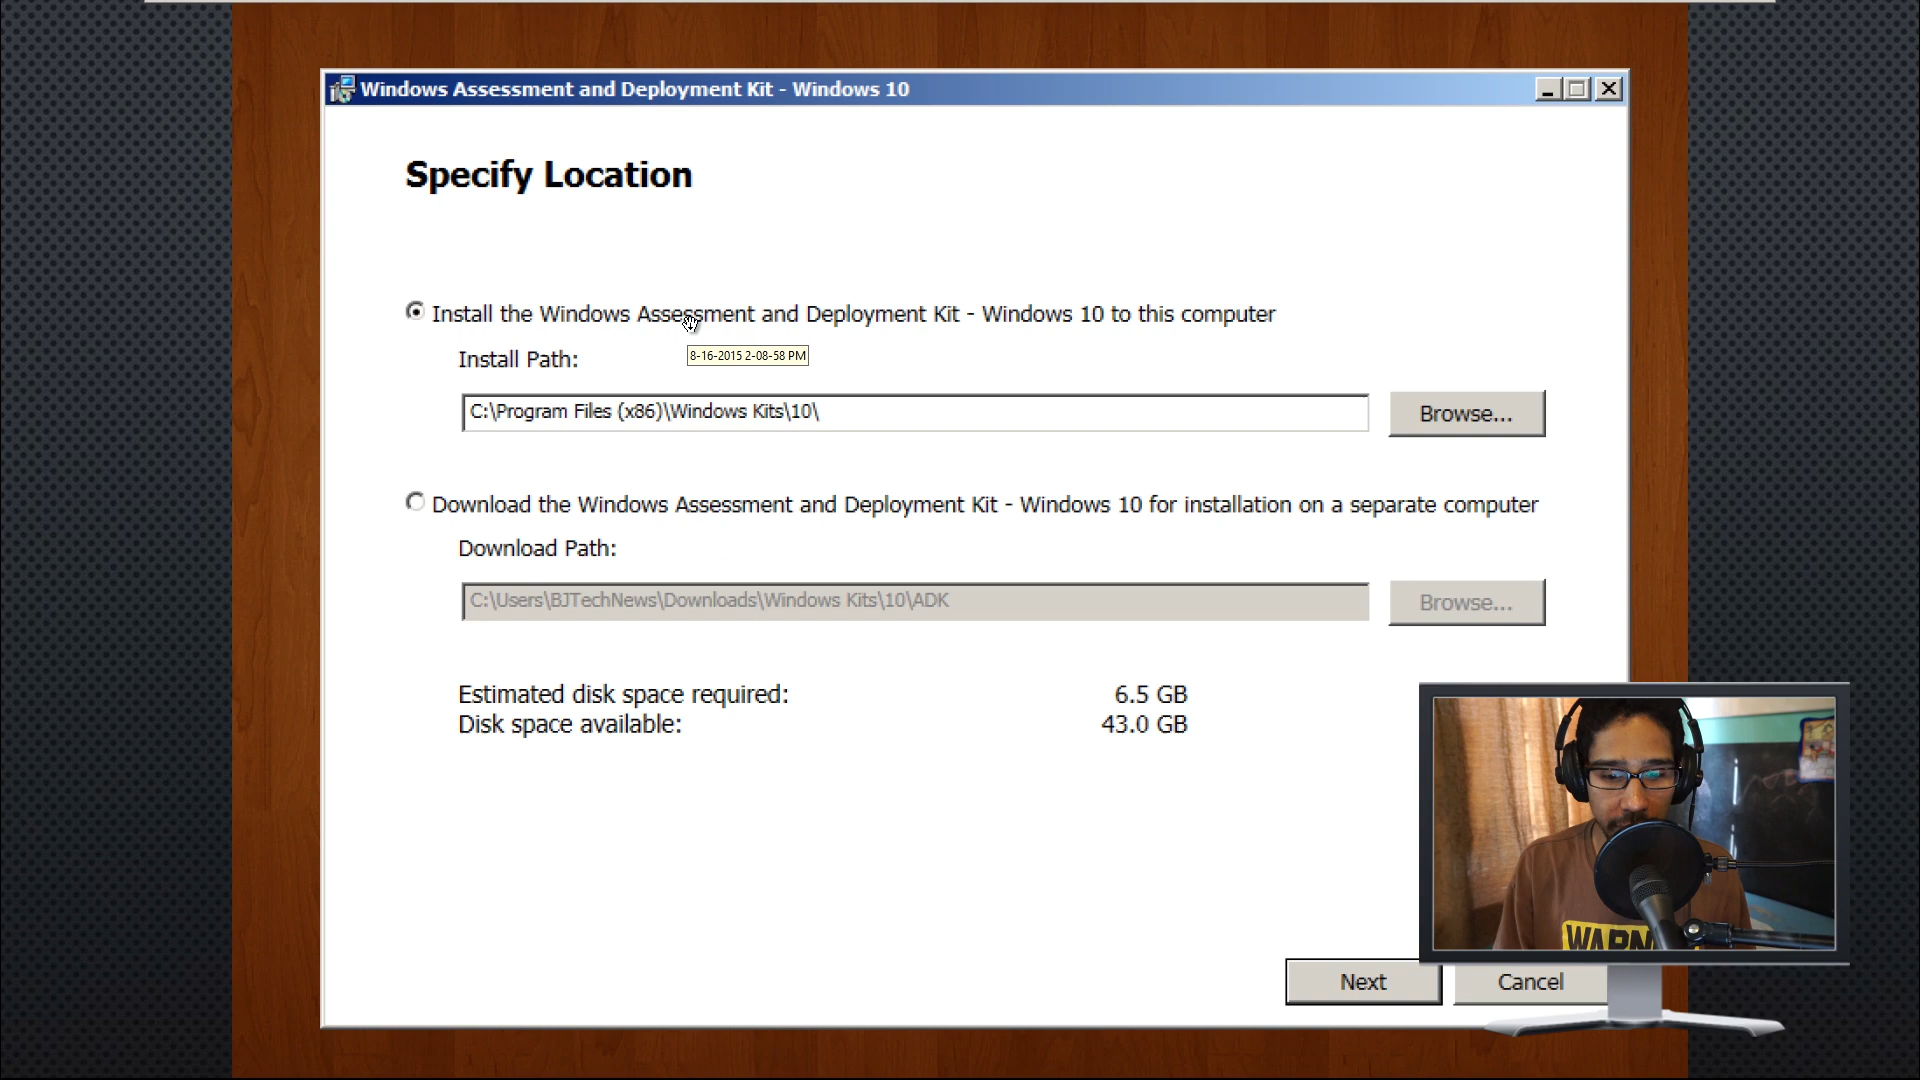 Windows Assessment and Deployment Kit - Windows 10
Specify Location
Install the Windows Assessment and Deployment Kit - Windows 10 to this computer
Install Path:
8-16-2015 2-08-58 PM
C:\Program Files (x86)\Windows Kits\10\
Browse...
Download the Windows Assessment and Deployment Kit - Windows 10 for installation on a separate computer
Download Path:
C:\Users\BJTechNews\Downloads\Windows Kits\10\ADK
Browse...
Estimated disk space required: 6.5 GB
Disk space available: 43.0 GB
Next
Cancel